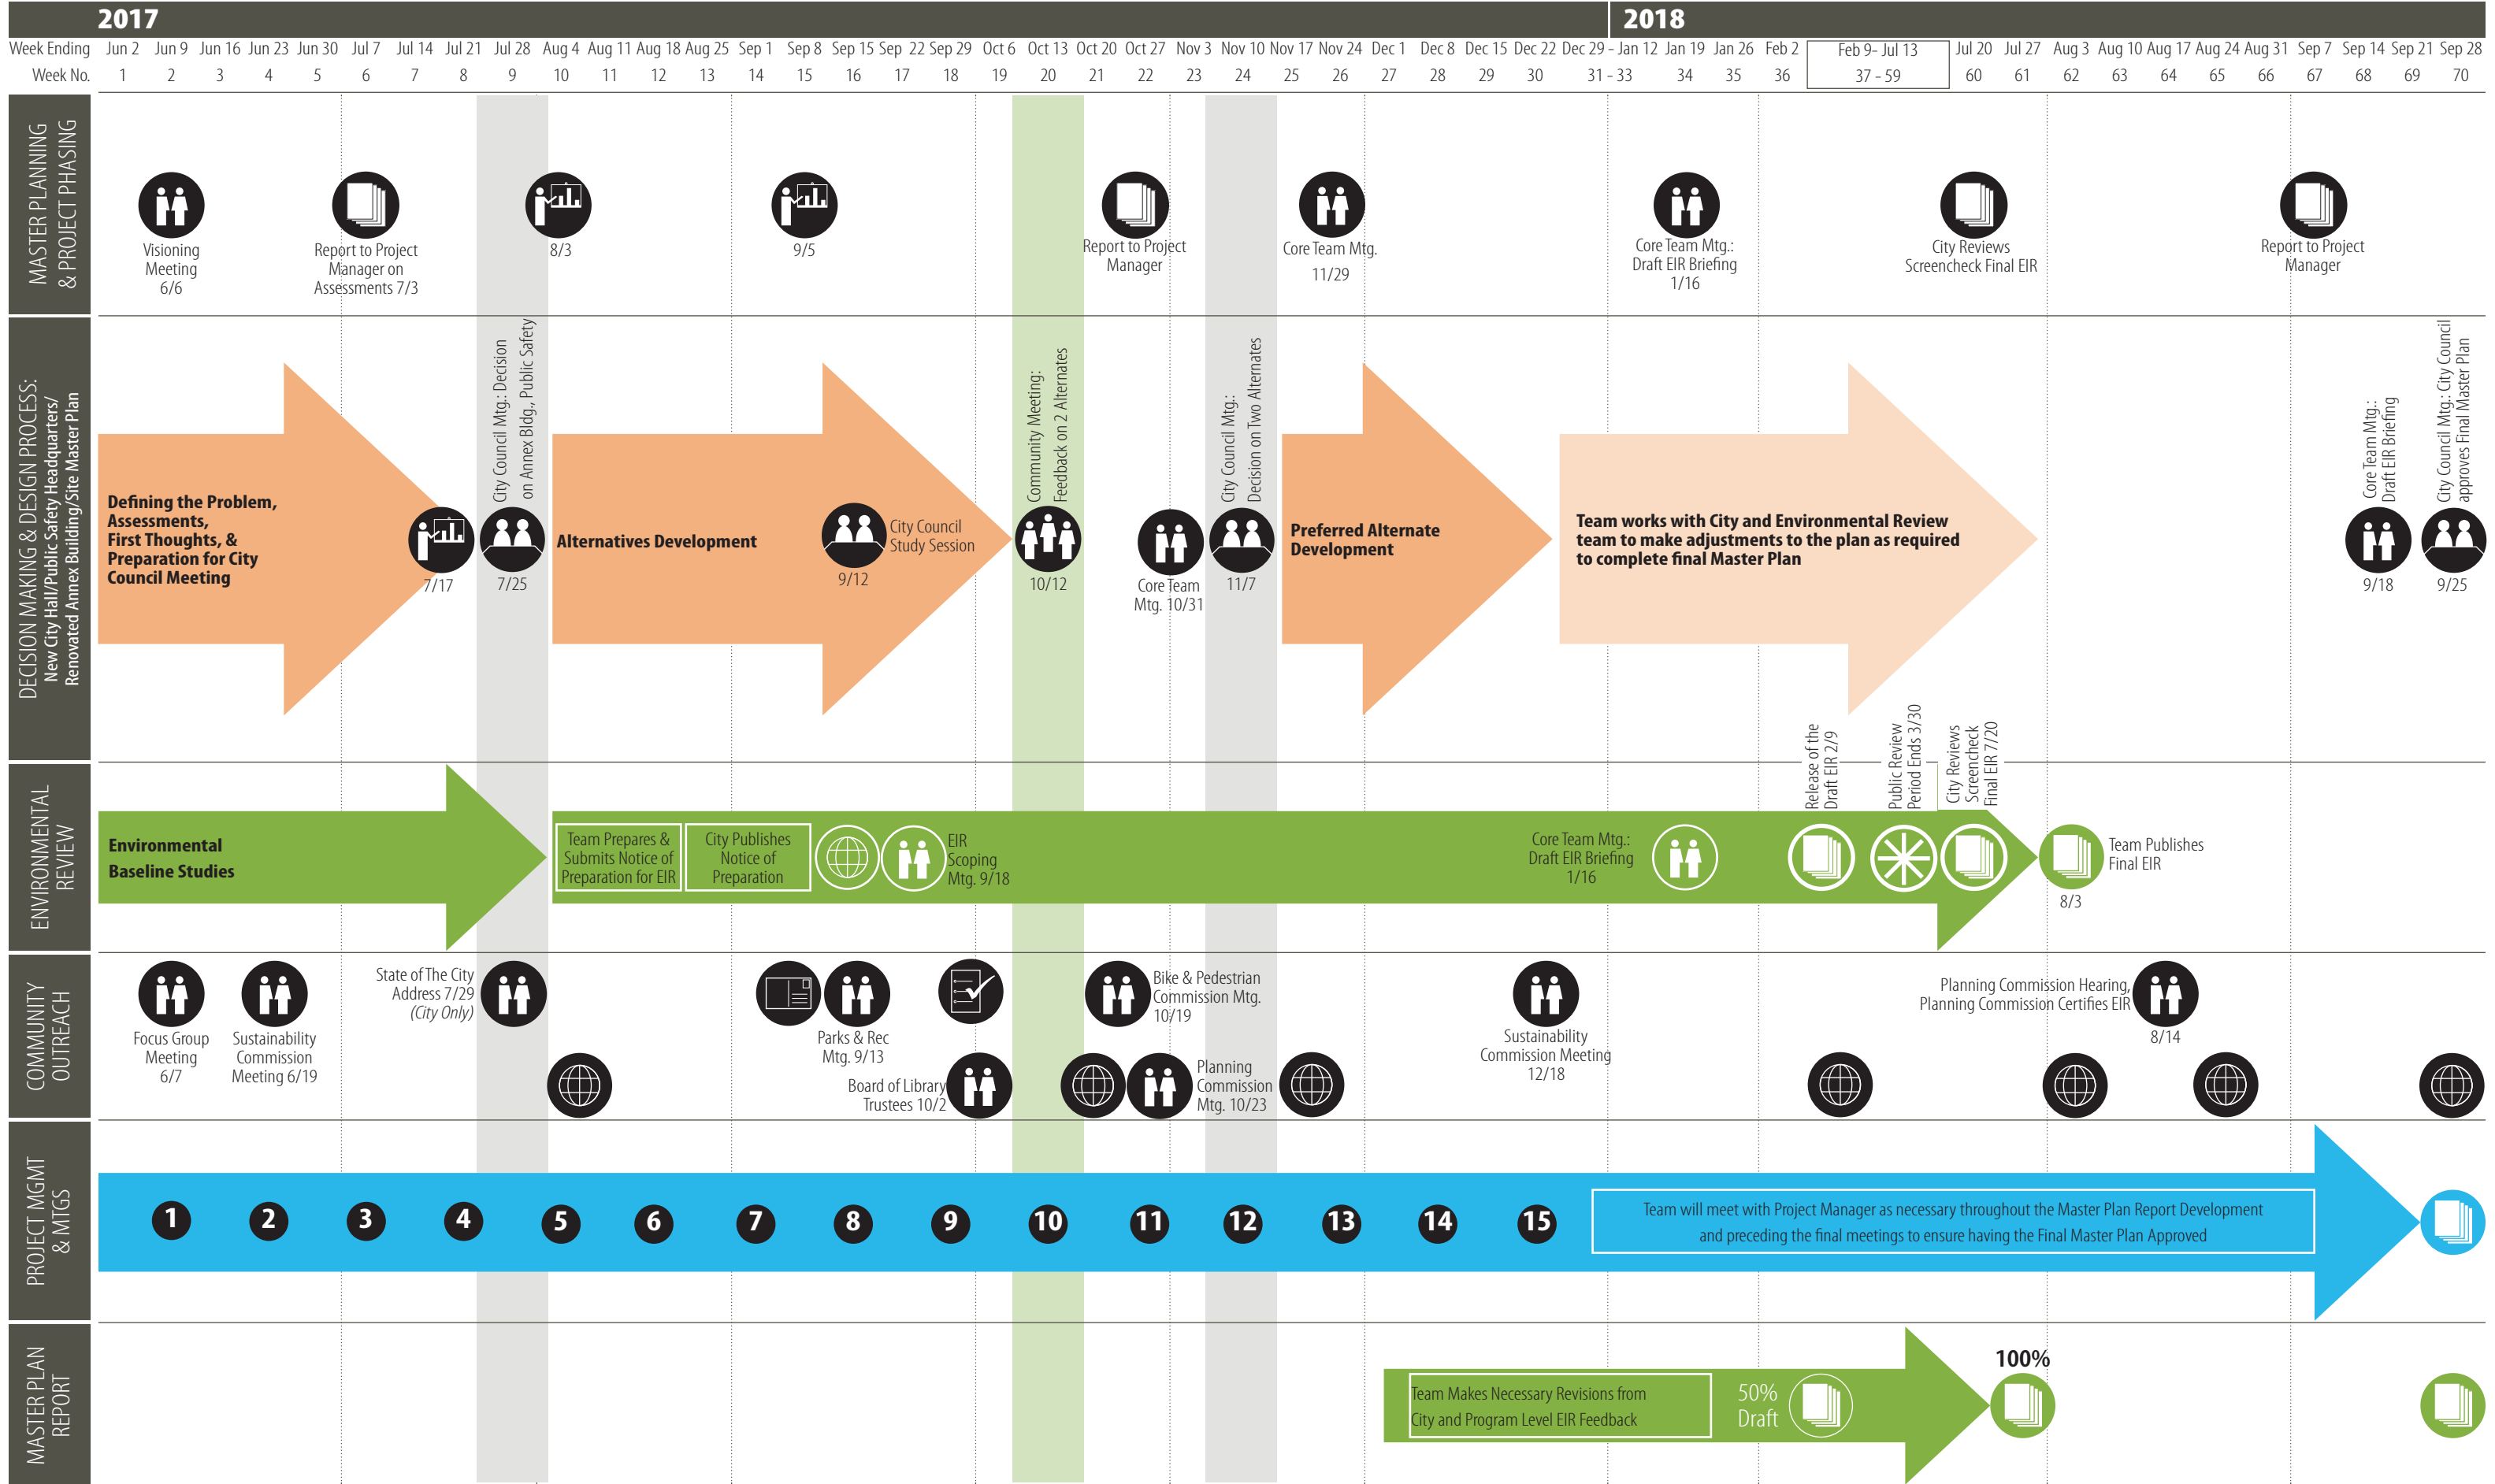 2017
2018
Week Ending Jun 2 Jun 9 Jun 16 Jun 23 Jun 30 Jul 7 Jul 14 Jul 21 Jul 28 Aug 4 Aug 11 Aug 18 Aug 25 Sep 1 Sep 8 Sep 15 Sep 22 Sep 29 Oct 6 Oct 13 Oct 20 Oct 27 Nov 3 Nov 10 Nov 17 Nov 24 Dec 1 Dec 8 Dec 15 Dec 22 Dec 29 - Jan 12 Jan 19 Jan 26 Feb 2 Feb 9- Jul 13 Jul 20 Jul 27 Aug 3 Aug 10 Aug 17 Aug 24 Aug 31 Sep 7 Sep 14 Sep 21 Sep 28
Week No. 1 2 3 4 5 6 7 8 9 10 11 12 13 14 15 16 17 18 19 20 21 22 23 24 25 26 27 28 29 30 31 - 33 34 35 36 37 - 59 60 61 62 63 64 65 66 67 68 69 70
MASTER PLANNING
& PROJECT PHASING
Visioning
Meeting
6/6
Report to Project
Manager on
Assessments 7/3
8/3
9/5
Report to Project
Manager
Core Team Mtg.
11/29
Core Team Mtg.:
Draft EIR Briefing
1/16
City Reviews
Screencheck Final EIR
Report to Project
Manager
DECISION MAKING & DESIGN PROCESS:
New City Hall/Public Safety Headquarters/
Renovated Annex Building/Site Master Plan
Defining the Problem,
Assessments,
First Thoughts, &
Preparation for City
Council Meeting
7/17
City Council Mtg.: Decision
on Annex Bldg., Public Safety
7/25
Alternatives Development
City Council
Study Session
9/12
Community Meeting:
Feedback on 2 Alternates
10/12
Core Team
Mtg. 10/31
City Council Mtg.:
Decision on Two Alternates
11/7
Preferred Alternate
Development
Team works with City and Environmental Review
team to make adjustments to the plan as required
to complete final Master Plan
Core Team Mtg.:
Draft EIR Briefing
9/18
City Council Mtg.: City Council
approves Final Master Plan
9/25
ENVIRONMENTAL
REVIEW
Environmental
Baseline Studies
Team Prepares &
Submits Notice of
Preparation for EIR
City Publishes
Notice of
Preparation
EIR
Scoping
Mtg. 9/18
Core Team Mtg.:
Draft EIR Briefing
1/16
Release of the
Draft EIR 2/9
Public Review
Period Ends 3/30
City Reviews
Screencheck
Final EIR 7/20
Team Publishes
Final EIR
8/3
COMMUNITY
OUTREACH
Focus Group
Meeting
6/7
Sustainability
Commission
Meeting 6/19
State of The City
Address 7/29
(City Only)
Parks & Rec
Mtg. 9/13
Board of Library
Trustees 10/2
Bike & Pedestrian
Commission Mtg.
10/19
Planning
Commission
Mtg. 10/23
Sustainability
Commission Meeting
12/18
Planning Commission Hearing,
Planning Commission Certifies EIR
8/14
PROJECT MGMT
& MTGS
1 2 3 4 5 6 7 8 9 10 11 12 13 14 15
Team will meet with Project Manager as necessary throughout the Master Plan Report Development
and preceding the final meetings to ensure having the Final Master Plan Approved
MASTER PLAN
REPORT
Team Makes Necessary Revisions from
City and Program Level EIR Feedback
50%
Draft
100%